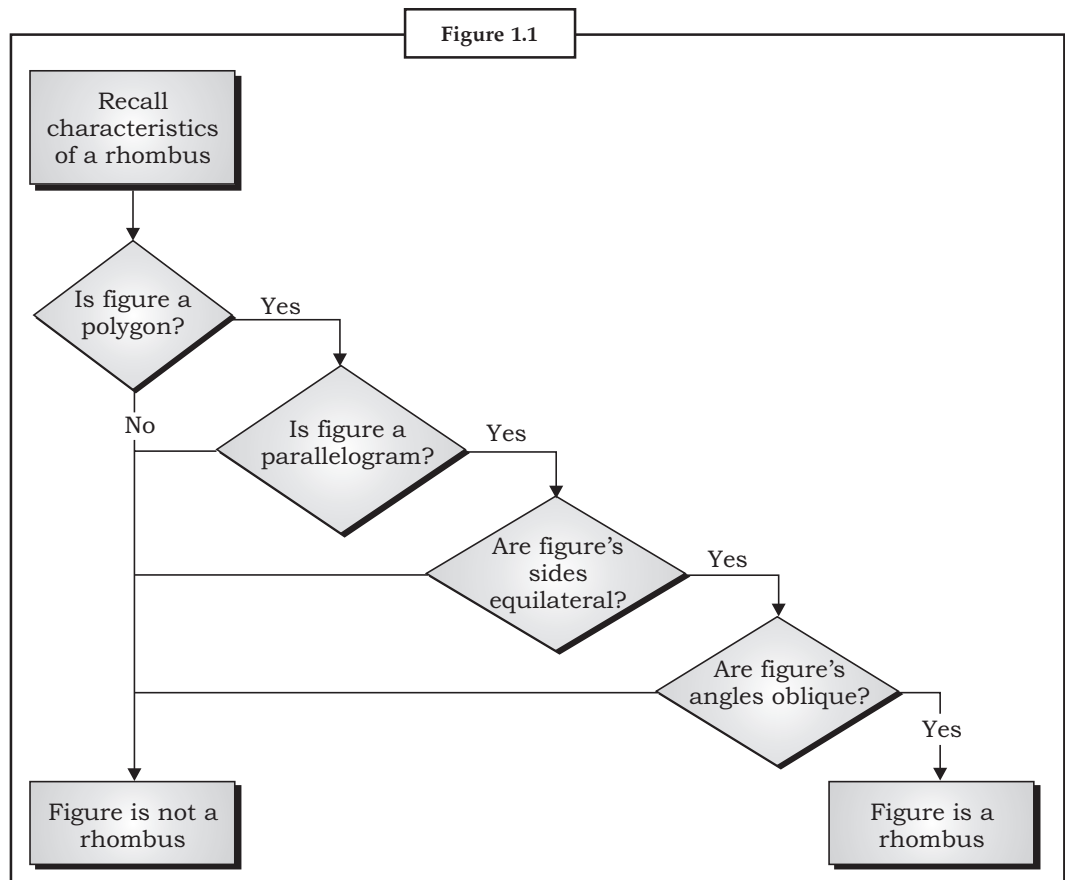 Figure 1.1
Recall
characteristics
of a rhombus
Is figure a
polygon?
Yes
No
Is figure a
parallelogram?
Yes
Are figure's
sides
equilateral?
Yes
Are figure's
angles oblique?
Yes
Figure is not a
rhombus
Figure is a
rhombus